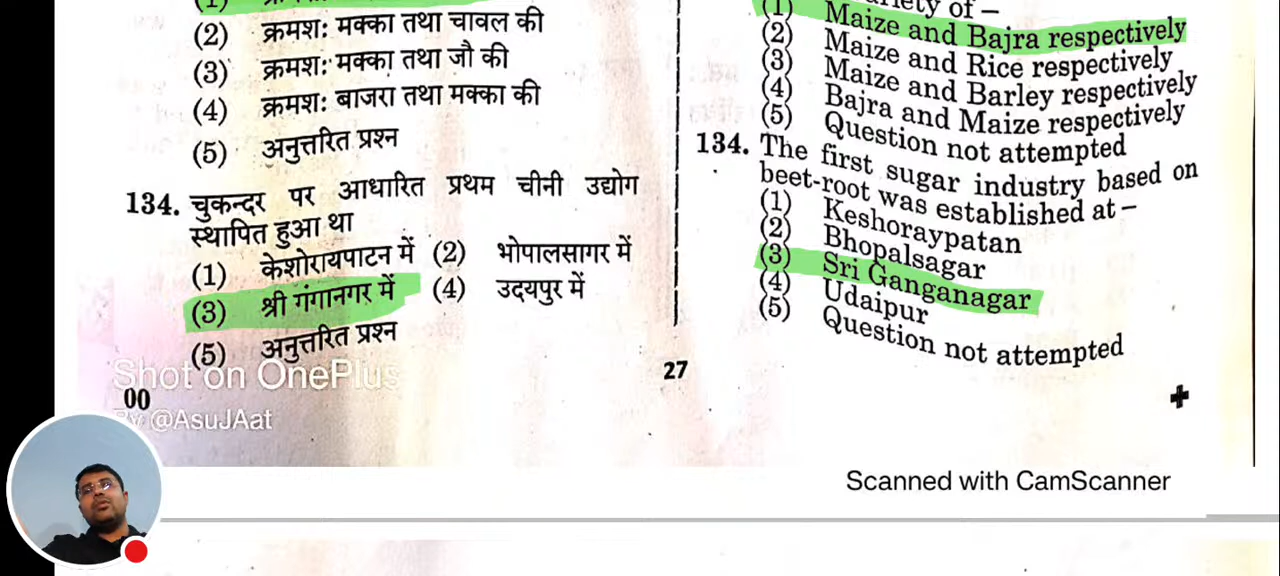 (2) क्रमशः मक्का तथा चावल की
(3) क्रमशः मक्का तथा जौ की
(4) क्रमशः बाजरा तथा मक्का की
(5) अनुत्तरित प्रश्न
134. चुकन्दर पर आधारित प्रथम चीनी उद्योग
स्थापित हुआ था
(1) केशोरायपाटन में (2) भोपालसागर में
(3) श्री गंगानगर में (4) उदयपुर में
(5) अनुत्तरित प्रश्न
Shot on OnePlus
By @AsuJAat
00
of –
(1) Maize and Bajra respectively
(2) Maize and Rice respectively
(3) Maize and Barley respectively
(4) Bajra and Maize respectively
(5) Question not attempted
134. The first sugar industry based on
beet-root was established at –
(1) Keshoraypatan
(2) Bhopalsagar
(3) Sri Ganganagar
(4) Udaipur
(5) Question not attempted
27
Scanned with CamScanner